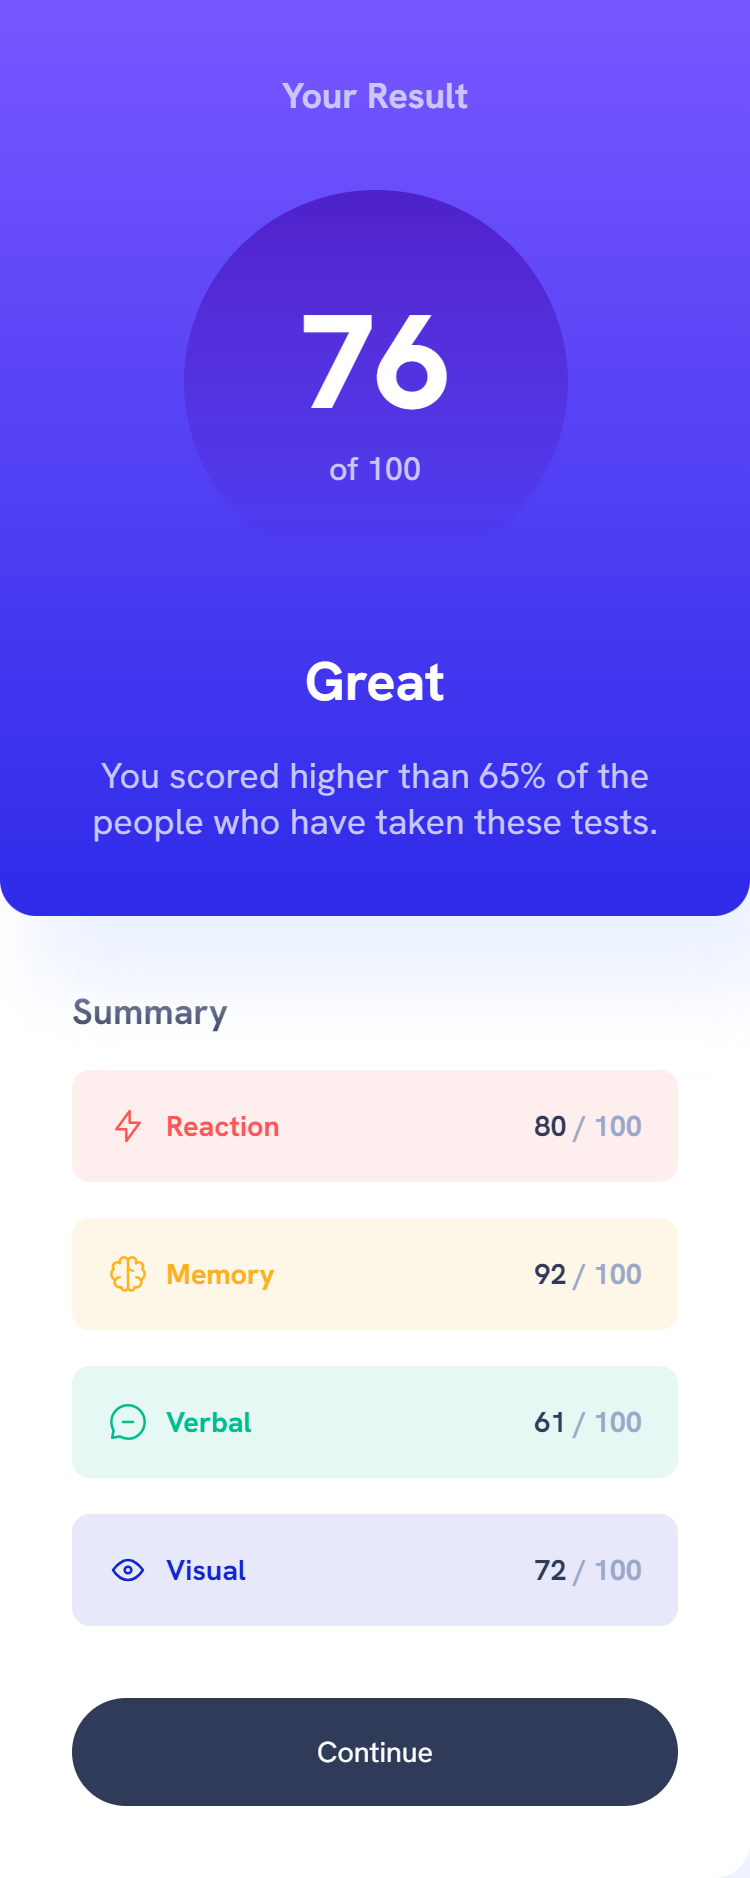 Your Result
76
of 100
Great
You scored higher than 65% of the
people who have taken these tests.
Summary
Reaction 80 / 100
Memory 92 / 100
Verbal 61 / 100
Visual 72 / 100
Continue